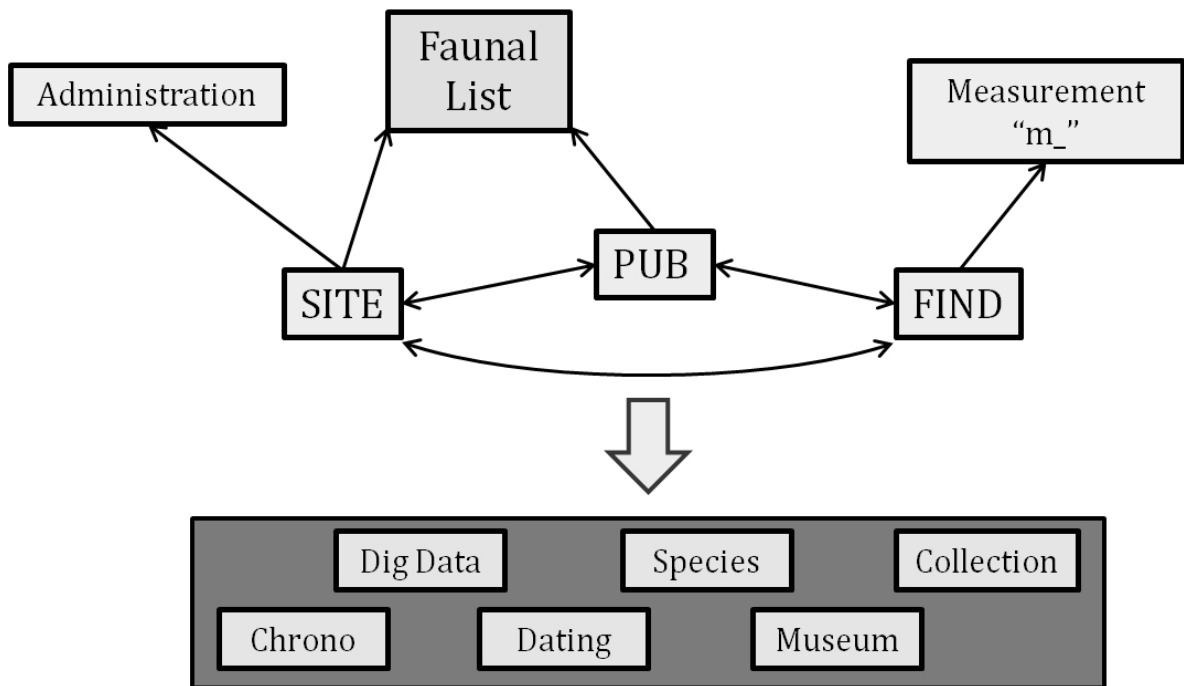 Faunal
List
Administration
Measurement
“m_”
PUB
SITE
FIND
Dig Data
Species
Collection
Chrono
Dating
Museum